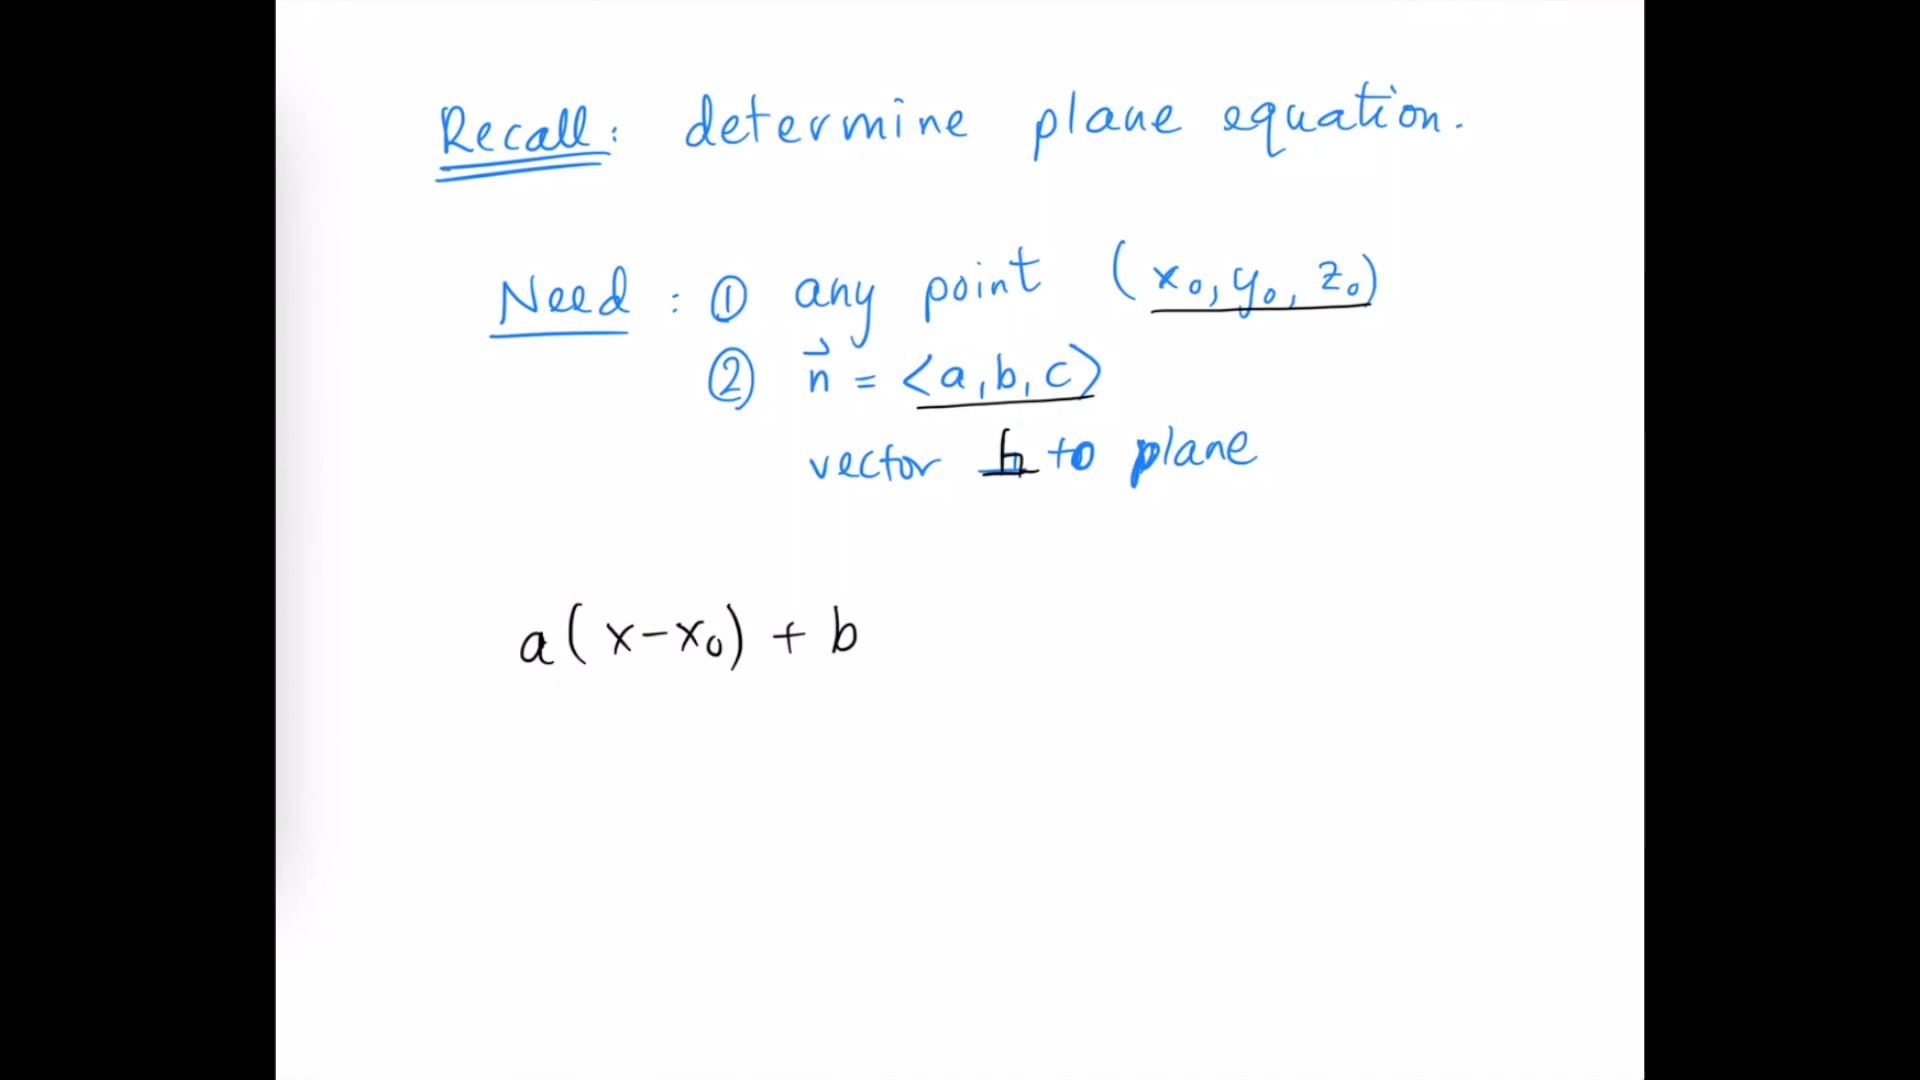 Recall: determine plane equation.
Need : ① any point (x₀, y₀, z₀)
② n⃗ = <a, b, c>
vector ⊥ to plane
a(x-x₀) + b